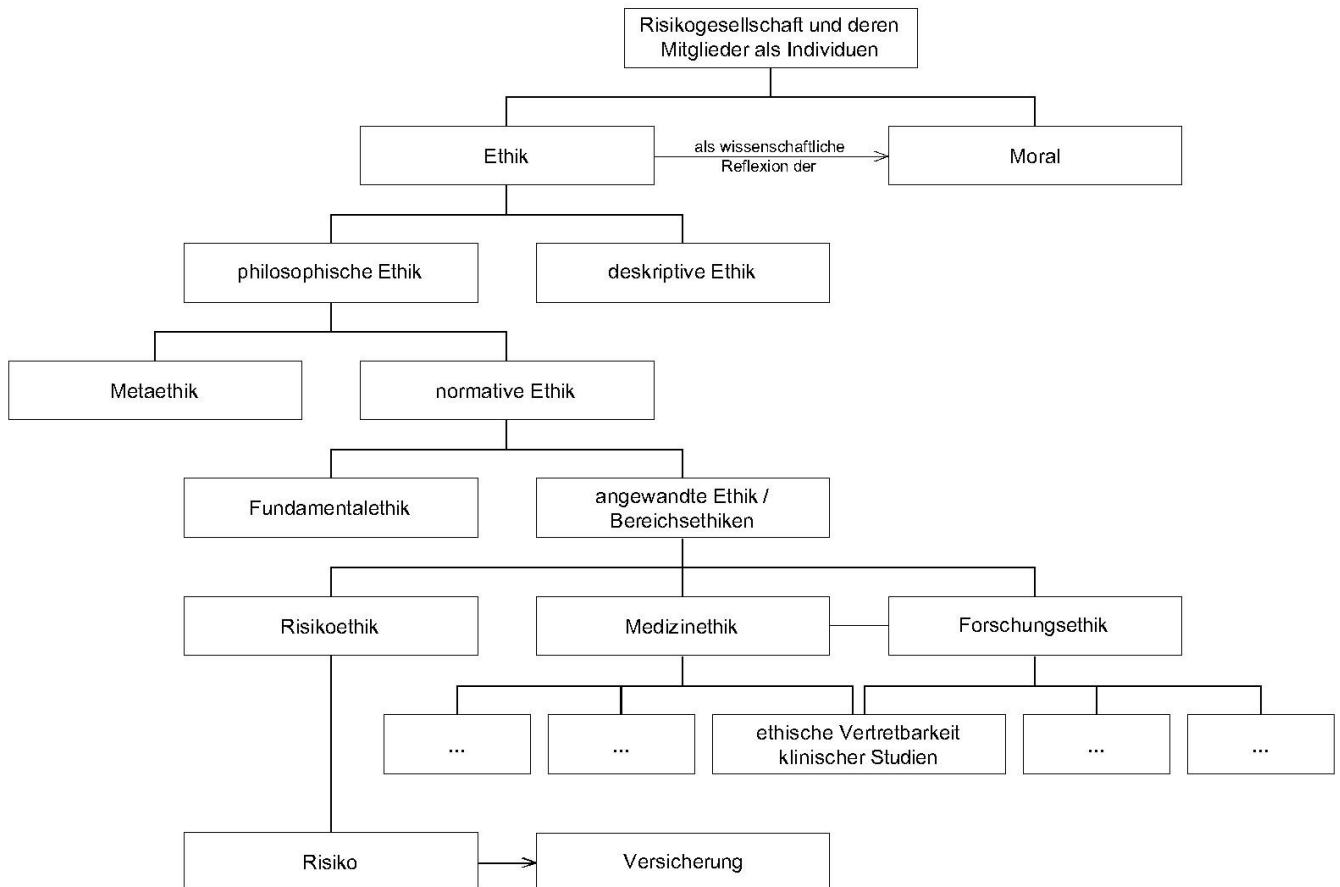 Risikogesellschaft und deren
Mitglieder als Individuen
Ethik
als wissenschaftliche
Reflexion der
Moral
philosophische Ethik
deskriptive Ethik
Metaethik
normative Ethik
Fundamentalethik
angewandte Ethik /
Bereichsethiken
Risikoethik
Medizinethik
Forschungsethik
...
...
ethische Vertretbarkeit
klinischer Studien
...
...
Risiko
Versicherung